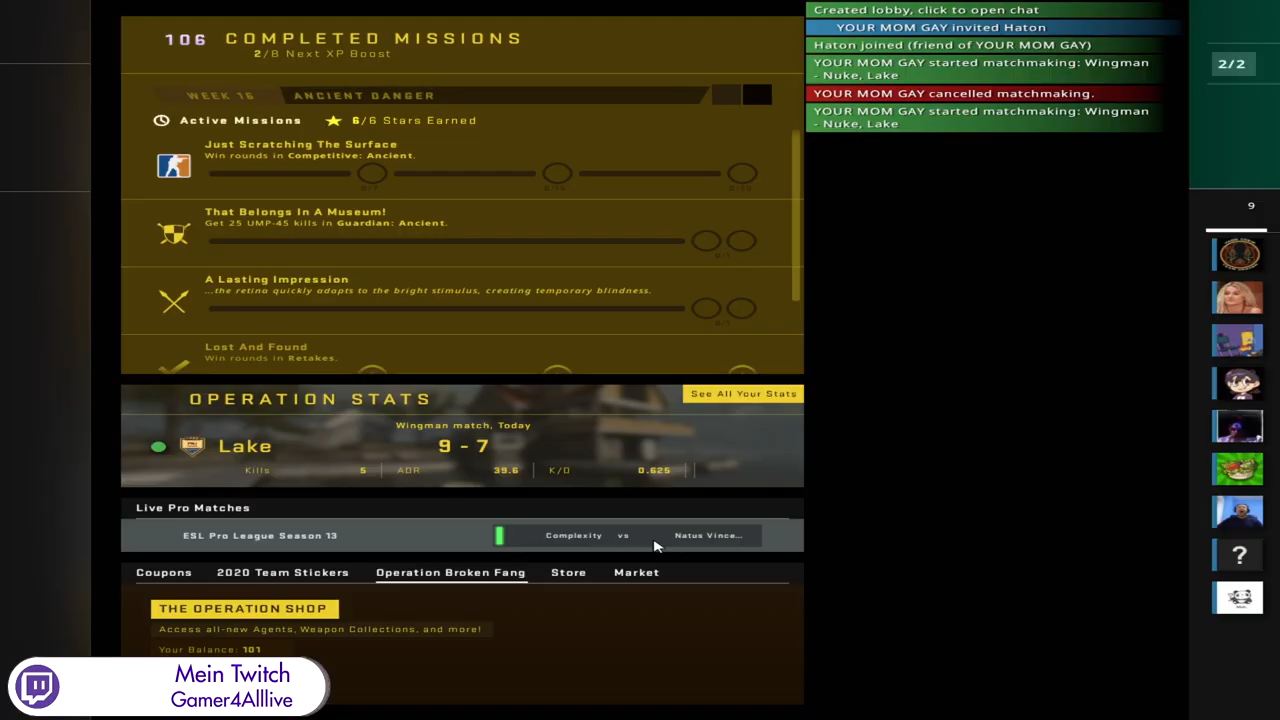 106 COMPLETED MISSIONS
2/8 Next XP Boost
WEEK 16 ANCIENT DANGER
Active Missions 6/6 Stars Earned
Just Scratching The Surface
Win rounds in Competitive: Ancient.
That Belongs In A Museum!
Get 25 UMP-45 kills in Guardian: Ancient.
A Lasting Impression
...the retina quickly adapts to the bright stimulus, creating temporary blindness.
Lost And Found
Win rounds in Retakes.
OPERATION STATS
See All Your Stats
Wingman match, Today
Lake 9 - 7
Kills 5 ADR 39.6 K/D 0.625
Live Pro Matches
ESL Pro League Season 13 Complexity vs Natus Vince...
Coupons 2020 Team Stickers Operation Broken Fang Store Market
THE OPERATION SHOP
Access all-new Agents, Weapon Collections, and more!
Your Balance: 101
Mein Twitch
Gamer4Alllive
Created lobby, click to open chat
YOUR MOM GAY invited Haton
Haton joined (friend of YOUR MOM GAY)
YOUR MOM GAY started matchmaking: Wingman
- Nuke, Lake
YOUR MOM GAY cancelled matchmaking.
YOUR MOM GAY started matchmaking: Wingman
- Nuke, Lake
2/2
9
?